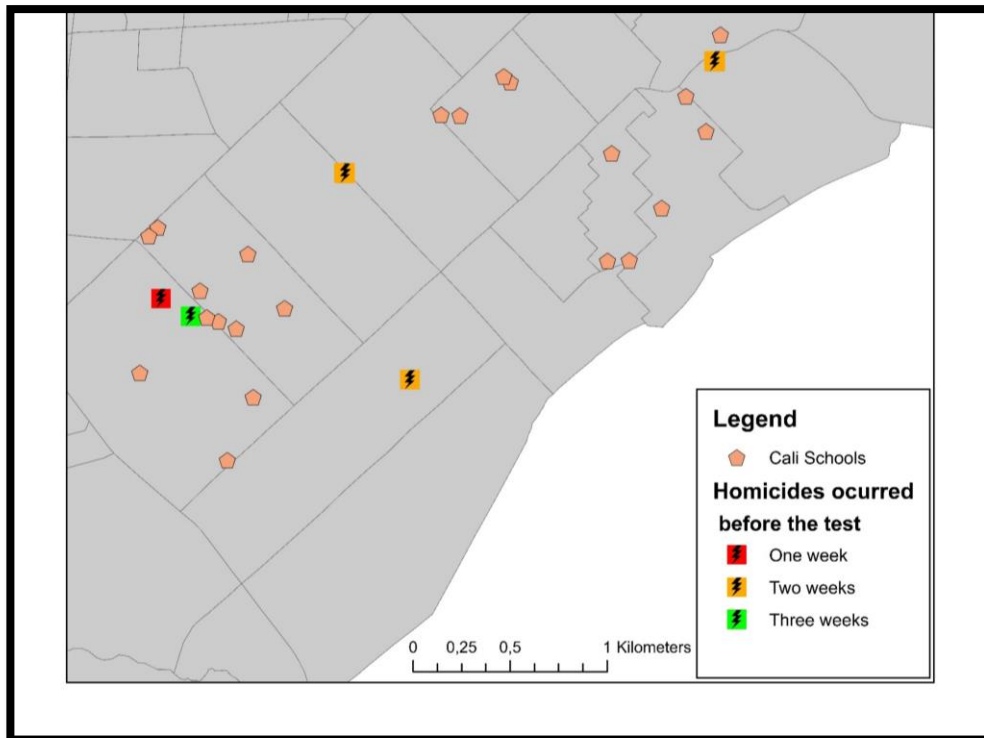 Legend
Cali Schools
Homicides ocurred
before the test
One week
Two weeks
Three weeks
0 0,25 0,5 1 Kilometers